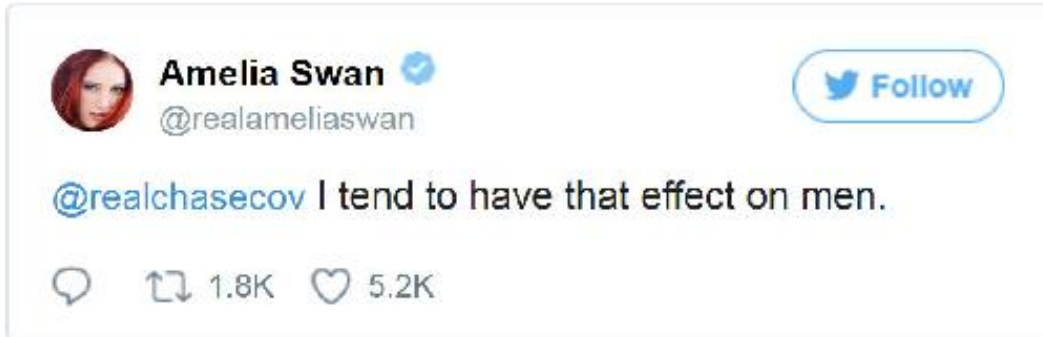 Amelia Swan
Follow
@realameliaswan
@realchasecov I tend to have that effect on men.
1.8K 5.2K